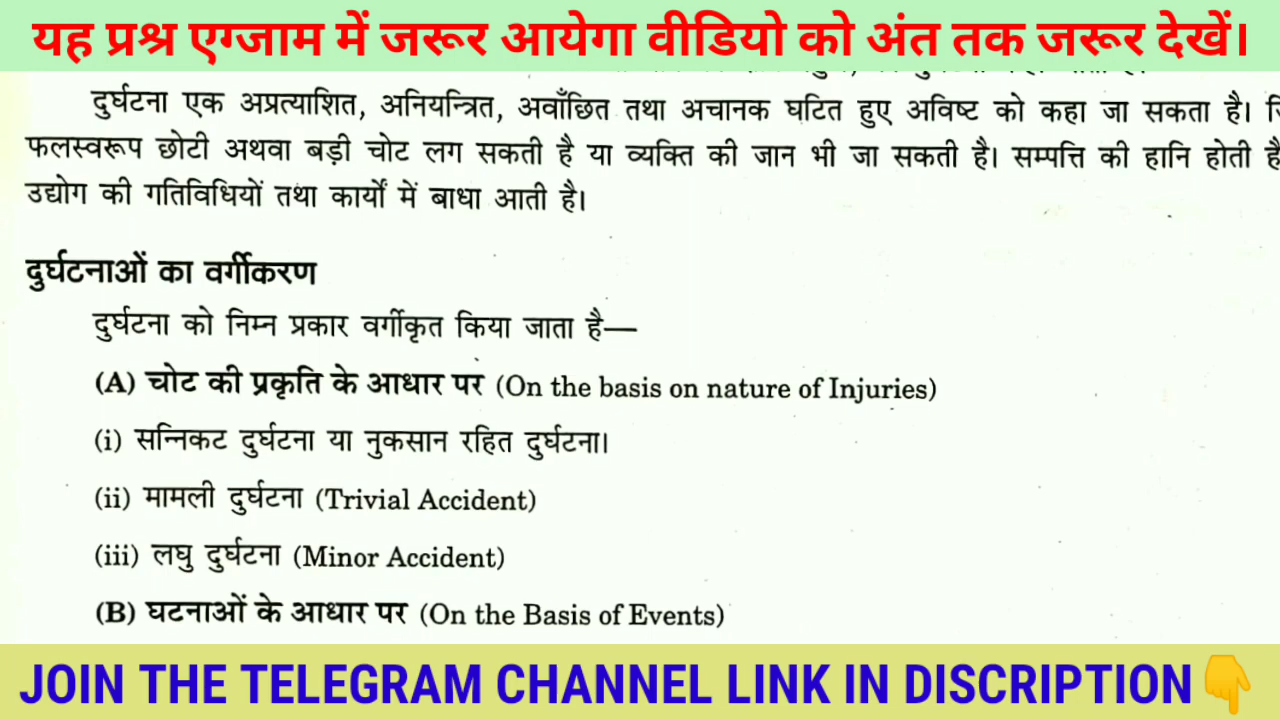 यह प्रश्न एग्जाम में जरूर आयेगा वीडियो को अंत तक जरूर देखें।
दुर्घटना एक अप्रत्याशित, अनियन्त्रित, अवाँछित तथा अचानक घटित हुए अविष्ट को कहा जा सकता है।
फलस्वरूप छोटी अथवा बड़ी चोट लग सकती है या व्यक्ति की जान भी जा सकती है। सम्पत्ति की हानि होती है
उद्योग की गतिविधियों तथा कार्यों में बाधा आती है।
दुर्घटनाओं का वर्गीकरण
दुर्घटना को निम्न प्रकार वर्गीकृत किया जाता है—
(A) चोट की प्रकृति के आधार पर (On the basis on nature of Injuries)
(i) सन्निकट दुर्घटना या नुकसान रहित दुर्घटना।
(ii) मामली दुर्घटना (Trivial Accident)
(iii) लघु दुर्घटना (Minor Accident)
(B) घटनाओं के आधार पर (On the Basis of Events)
JOIN THE TELEGRAM CHANNEL LINK IN DISCRIPTION👇